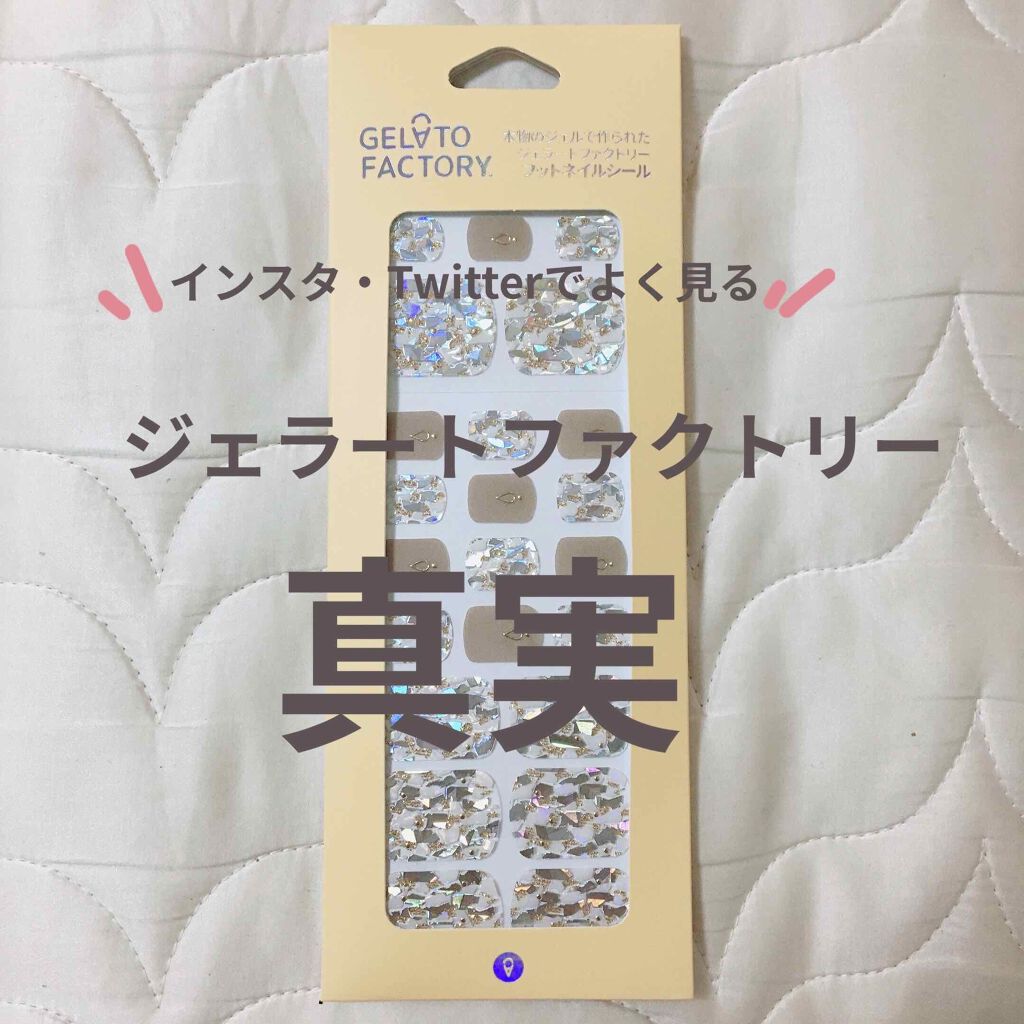 GELATO
FACTORY
本物のジェルで作られた
ジェラートファクトリー
フットネイルシール
インスタ・Twitterでよく見る
ジェラートファクトリー
真実